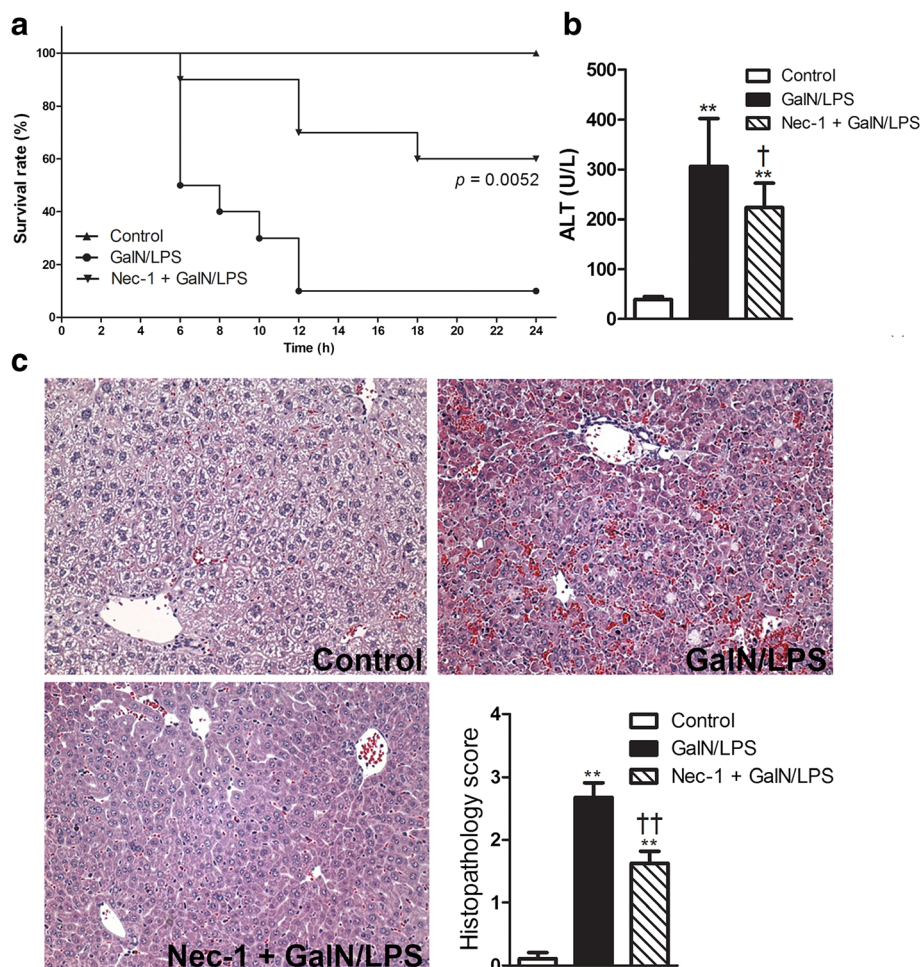 a
Survival rate (%)
100
80
60
40
20
0
p = 0.0052
Control
GalN/LPS
Nec-1 + GalN/LPS
0 2 4 6 8 10 12 14 16 18 20 22 24
Time (h)
b
ALT (U/L)
500
400
300
200
100
0
Control
GalN/LPS
Nec-1 + GalN/LPS
**
†
**
c
Control
GalN/LPS
Nec-1 + GalN/LPS
Histopathology score
4
3
2
1
0
Control
GalN/LPS
Nec-1 + GalN/LPS
**
††
**